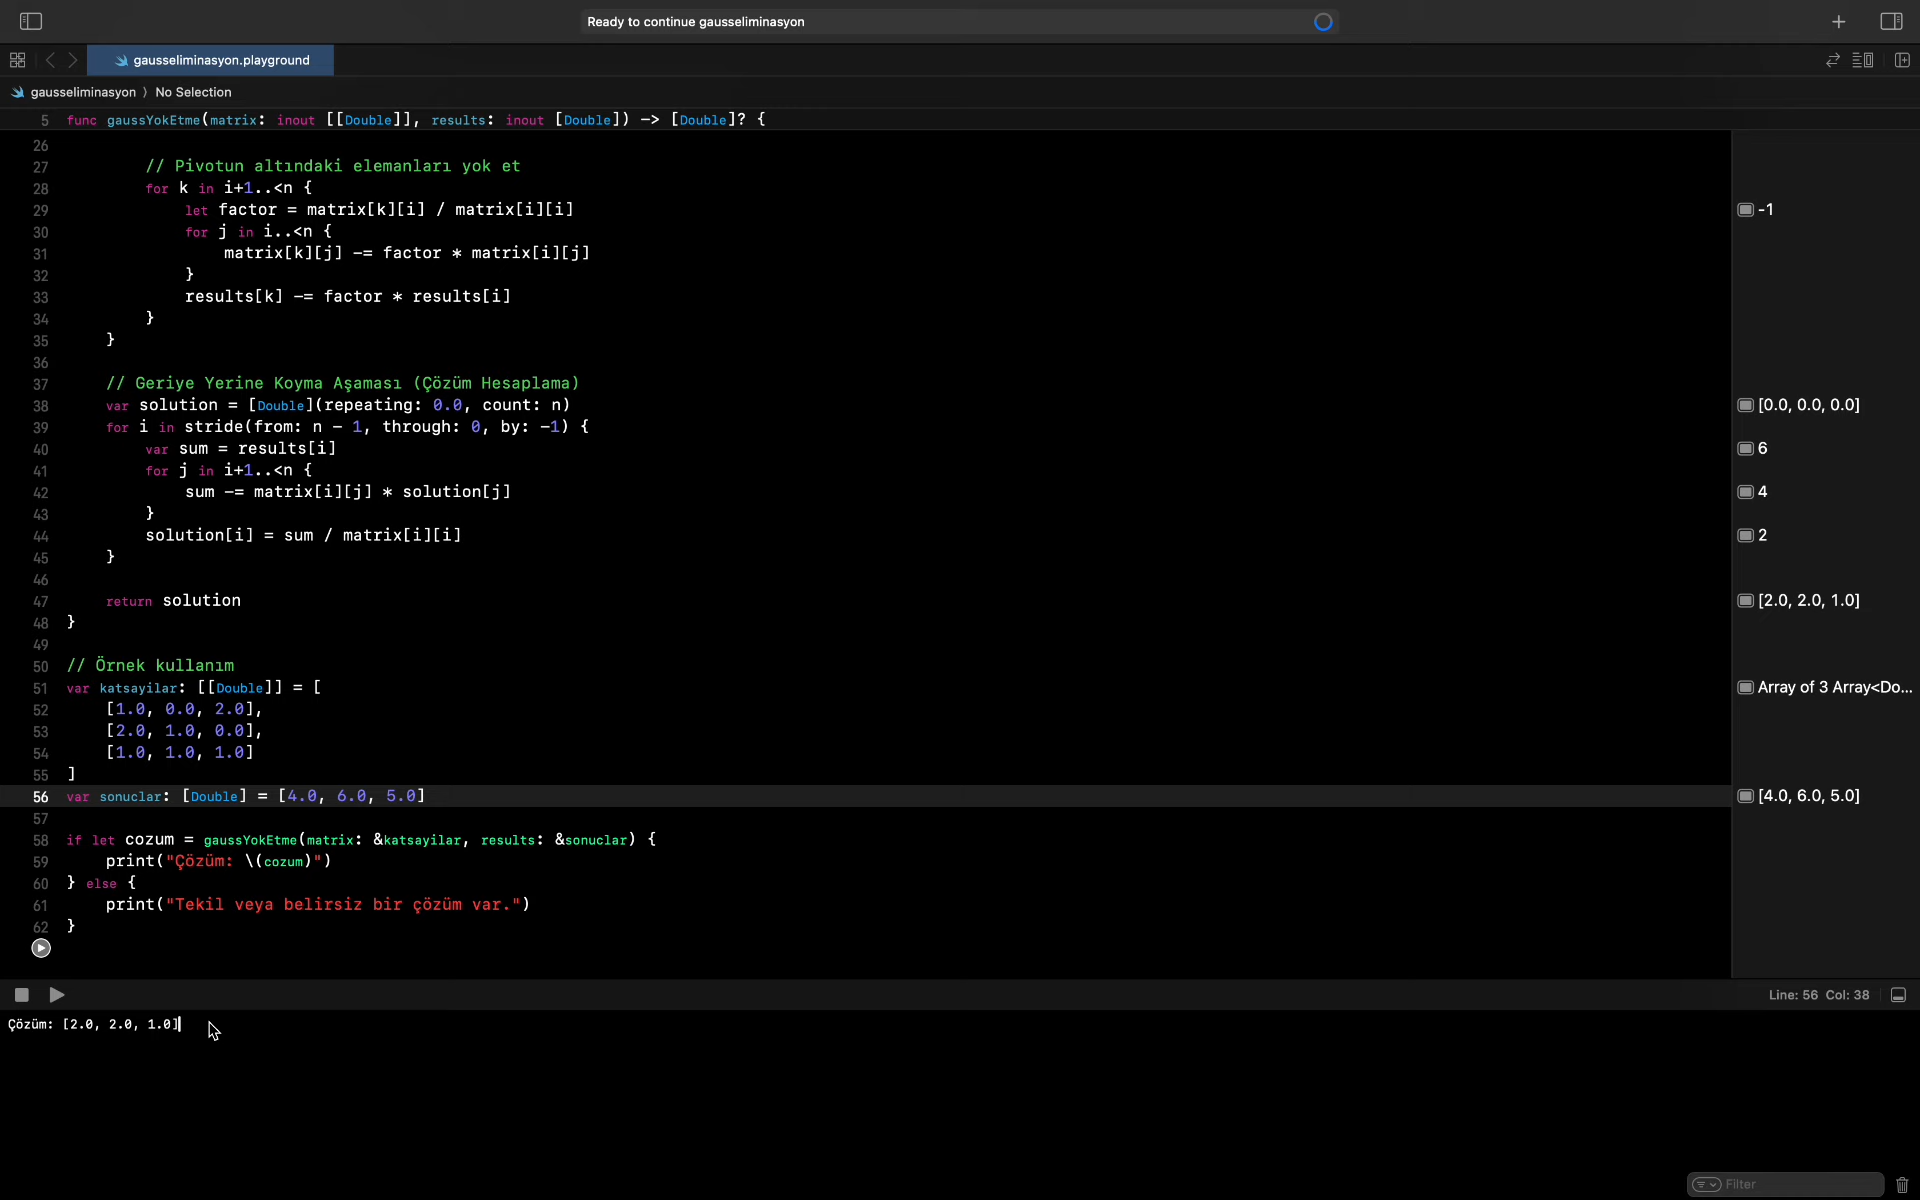 Ready to continue gausseliminasyon
gausseliminasyon.playground
gausseliminasyon 〉 No Selection
5 func gaussYokEtme(matrix: inout [[Double]], results: inout [Double]) -> [Double]? {
26
27 // Pivotun altındaki elemanları yok et
28 for k in i+1..<n {
29 let factor = matrix[k][i] / matrix[i][i] -1
30 for j in i..<n {
31 matrix[k][j] -= factor * matrix[i][j]
32 }
33 results[k] -= factor * results[i]
34 }
35 }
36
37 // Geriye Yerine Koyma Aşaması (Çözüm Hesaplama)
38 var solution = [Double](repeating: 0.0, count: n) [0.0, 0.0, 0.0]
39 for i in stride(from: n - 1, through: 0, by: -1) {
40 var sum = results[i] 6
41 for j in i+1..<n {
42 sum -= matrix[i][j] * solution[j] 4
43 }
44 solution[i] = sum / matrix[i][i] 2
45 }
46
47 return solution [2.0, 2.0, 1.0]
48 }
49
50 // Örnek kullanım
51 var katsayilar: [[Double]] = [ Array of 3 Array<Do...
52 [1.0, 0.0, 2.0],
53 [2.0, 1.0, 0.0],
54 [1.0, 1.0, 1.0]
55 ]
56 var sonuclar: [Double] = [4.0, 6.0, 5.0] [4.0, 6.0, 5.0]
57
58 if let cozum = gaussYokEtme(matrix: &katsayilar, results: &sonuclar) {
59 print("Çözüm: \(cozum)")
60 } else {
61 print("Tekil veya belirsiz bir çözüm var.")
62 }
Line: 56 Col: 38
Çözüm: [2.0, 2.0, 1.0]
Filter